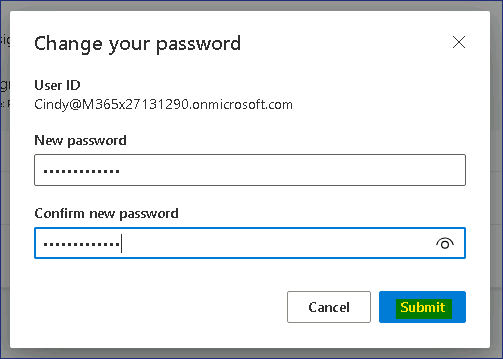 Change your password
User ID
Cindy@M365x27131290.onmicrosoft.com
New password
•••••••••••••
Confirm new password
•••••••••••••
Cancel
Submit